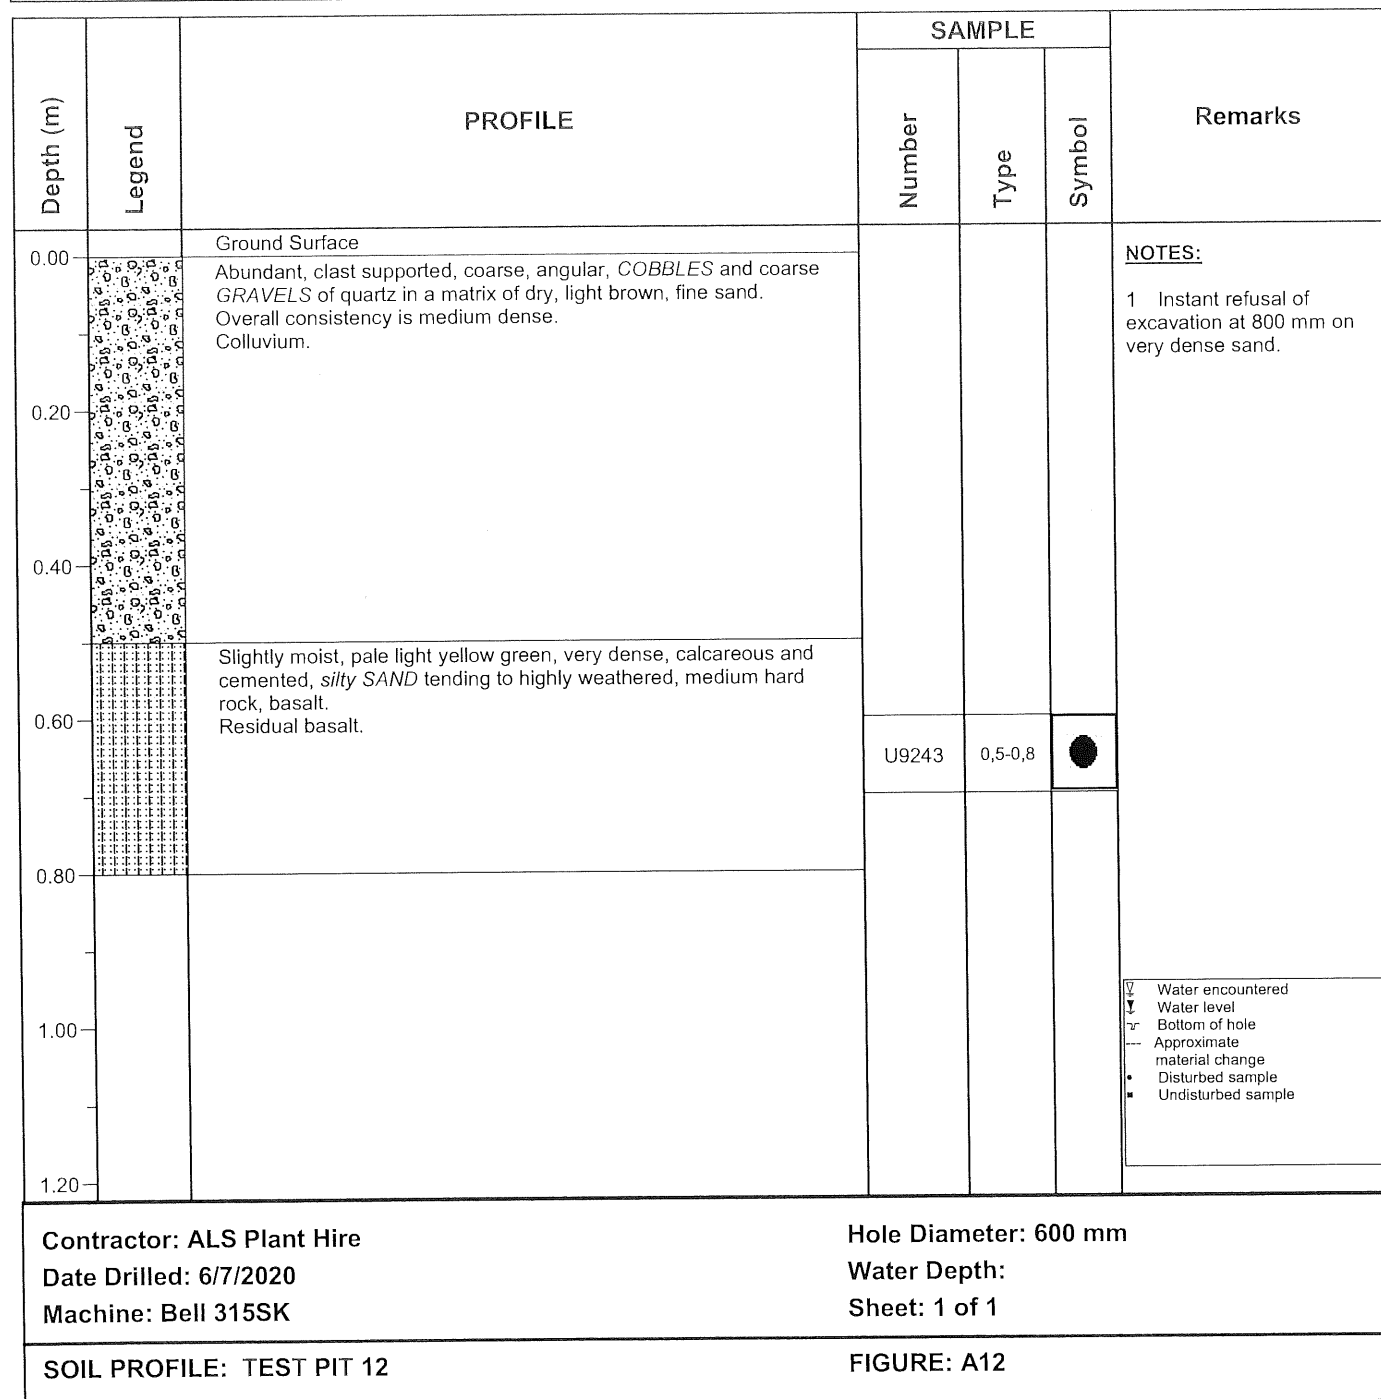 SAMPLE
Depth (m)
Legend
PROFILE
Number
Type
Symbol
Remarks
Ground Surface
0.00
Abundant, clast supported, coarse, angular, COBBLES and coarse
GRAVELS of quartz in a matrix of dry, light brown, fine sand.
Overall consistency is medium dense.
Colluvium.
NOTES:
1 Instant refusal of
excavation at 800 mm on
very dense sand.
0.20
0.40
Slightly moist, pale light yellow green, very dense, calcareous and
cemented, silty SAND tending to highly weathered, medium hard
rock, basalt.
Residual basalt.
0.60
U9243
0,5-0,8
0.80
1.00
1.20
Water encountered
Water level
Bottom of hole
--- Approximate
material change
Disturbed sample
Undisturbed sample
Contractor: ALS Plant Hire
Hole Diameter: 600 mm
Date Drilled: 6/7/2020
Water Depth:
Machine: Bell 315SK
Sheet: 1 of 1
SOIL PROFILE: TEST PIT 12
FIGURE: A12